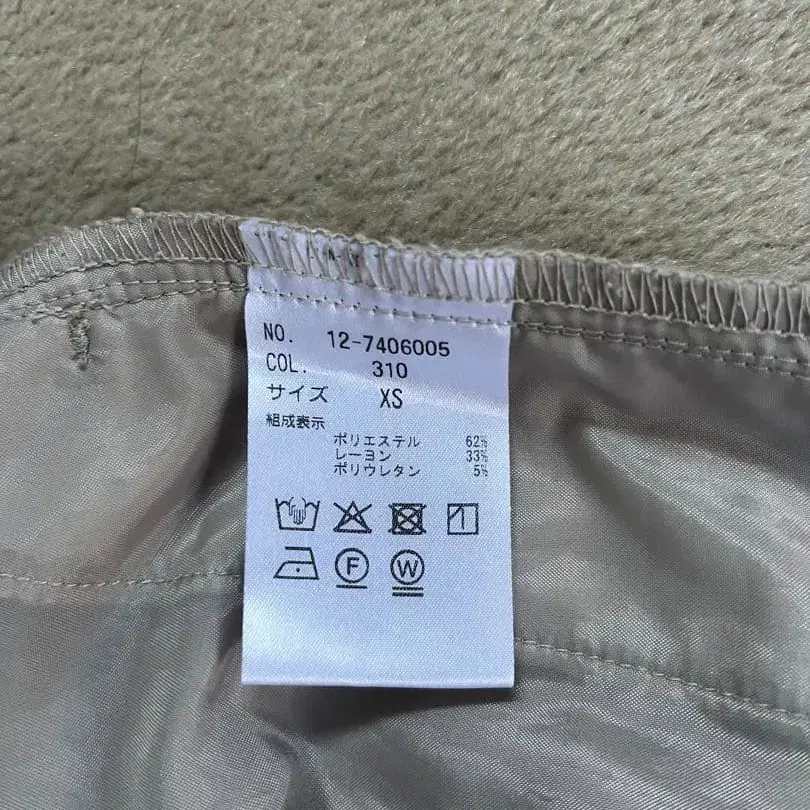 NO. 12-7406005
COL. 310
サイズ XS
組成表示
ポリエステル 62%
レーヨン 33%
ポリウレタン 5%
F W